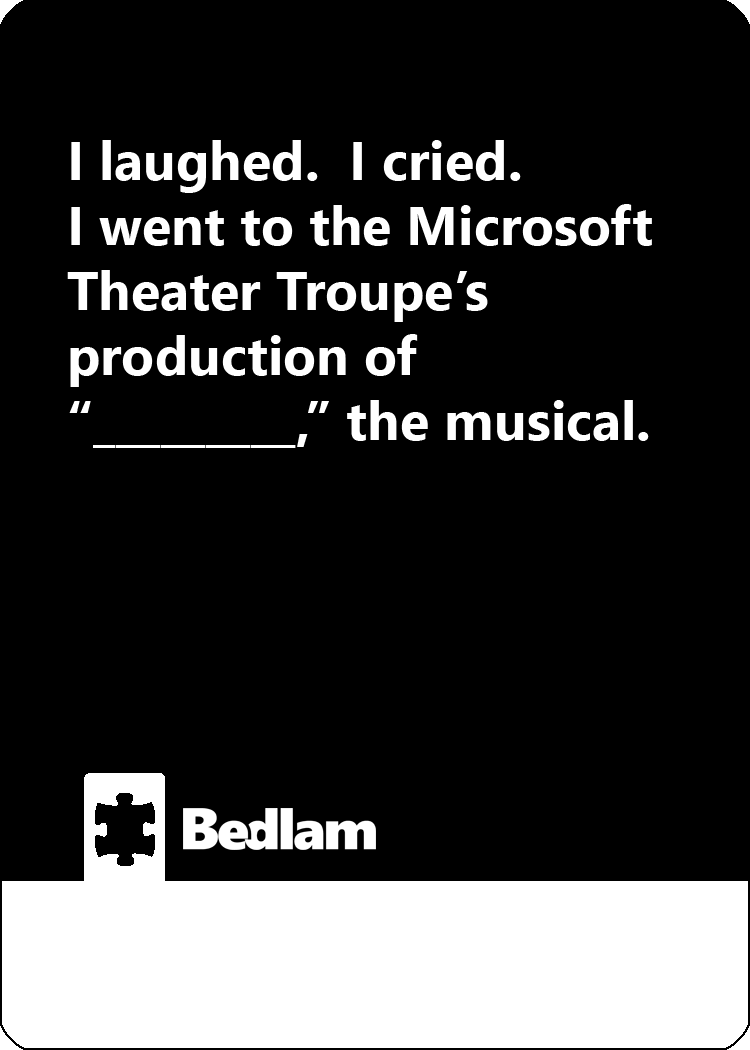 I laughed.  I cried.
I went to the Microsoft
Theater Troupe’s
production of
“_________,” the musical.
Bedlam